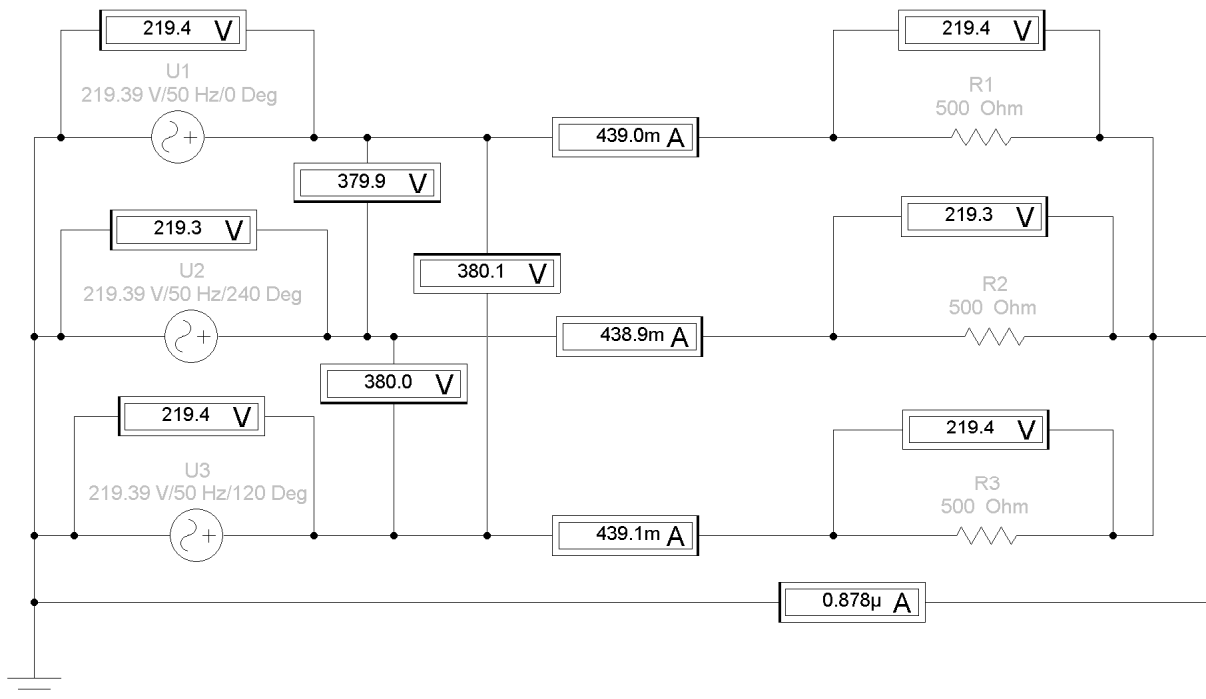 219.4 V
219.4 V
U1
219.39 V/50 Hz/0 Deg
R1
500 Ohm
439.0m A
379.9 V
219.3 V
219.3 V
380.1 V
U2
219.39 V/50 Hz/240 Deg
R2
500 Ohm
438.9m A
380.0 V
219.4 V
219.4 V
U3
219.39 V/50 Hz/120 Deg
R3
500 Ohm
439.1m A
0.878µ A